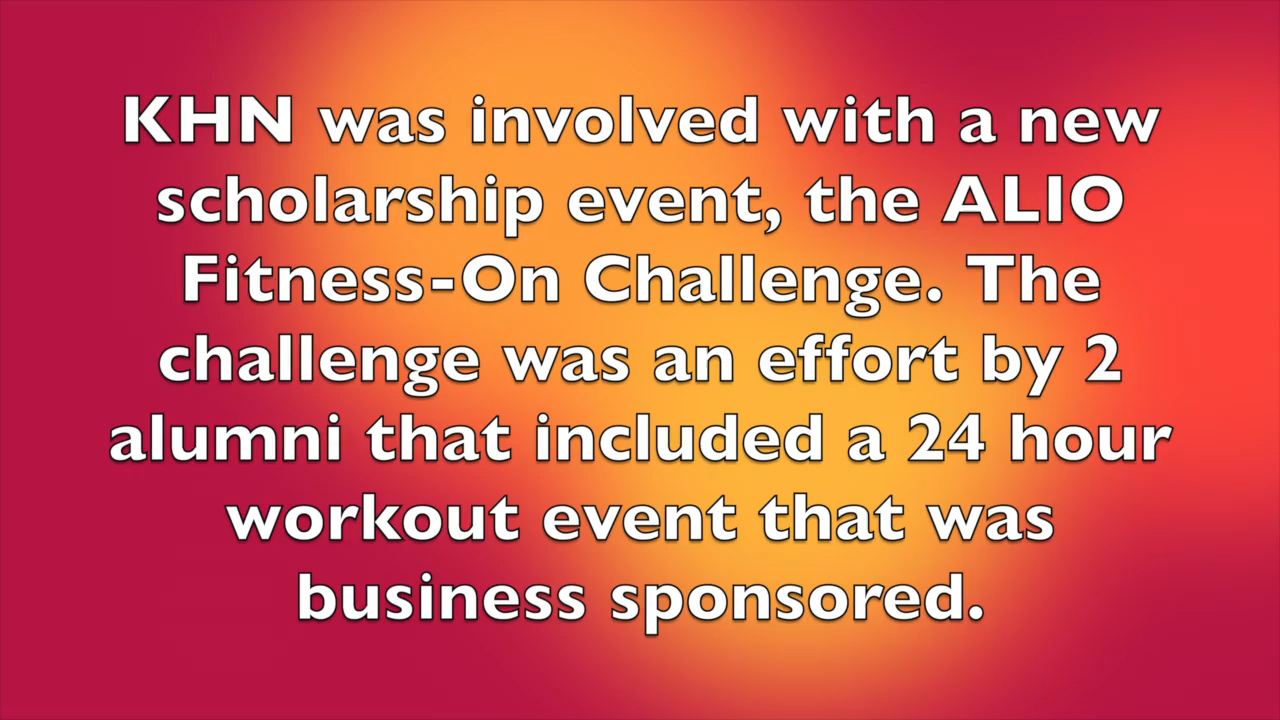 KHN was involved with a new
scholarship event, the ALIO
Fitness-On Challenge. The
challenge was an effort by 2
alumni that included a 24 hour
workout event that was
business sponsored.